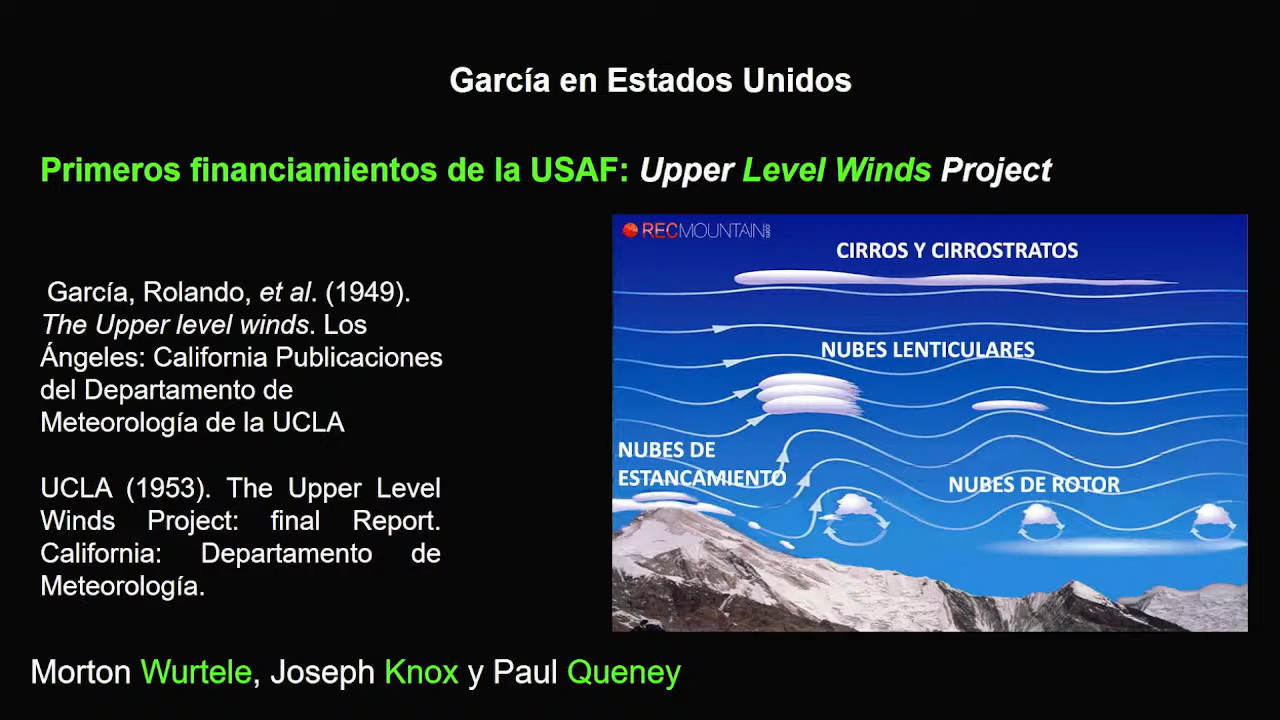 García en Estados Unidos
Primeros financiamientos de la USAF: Upper Level Winds Project
García, Rolando, et al. (1949).
The Upper level winds. Los
Ángeles: California Publicaciones
del Departamento de
Meteorología de la UCLA
UCLA (1953). The Upper Level
Winds Project: final Report.
California: Departamento de
Meteorología.
RECMOUNTAIN
CIRROS Y CIRROSTRATOS
NUBES LENTICULARES
NUBES DE
ESTANCAMIENTO
NUBES DE ROTOR
Morton Wurtele, Joseph Knox y Paul Queney